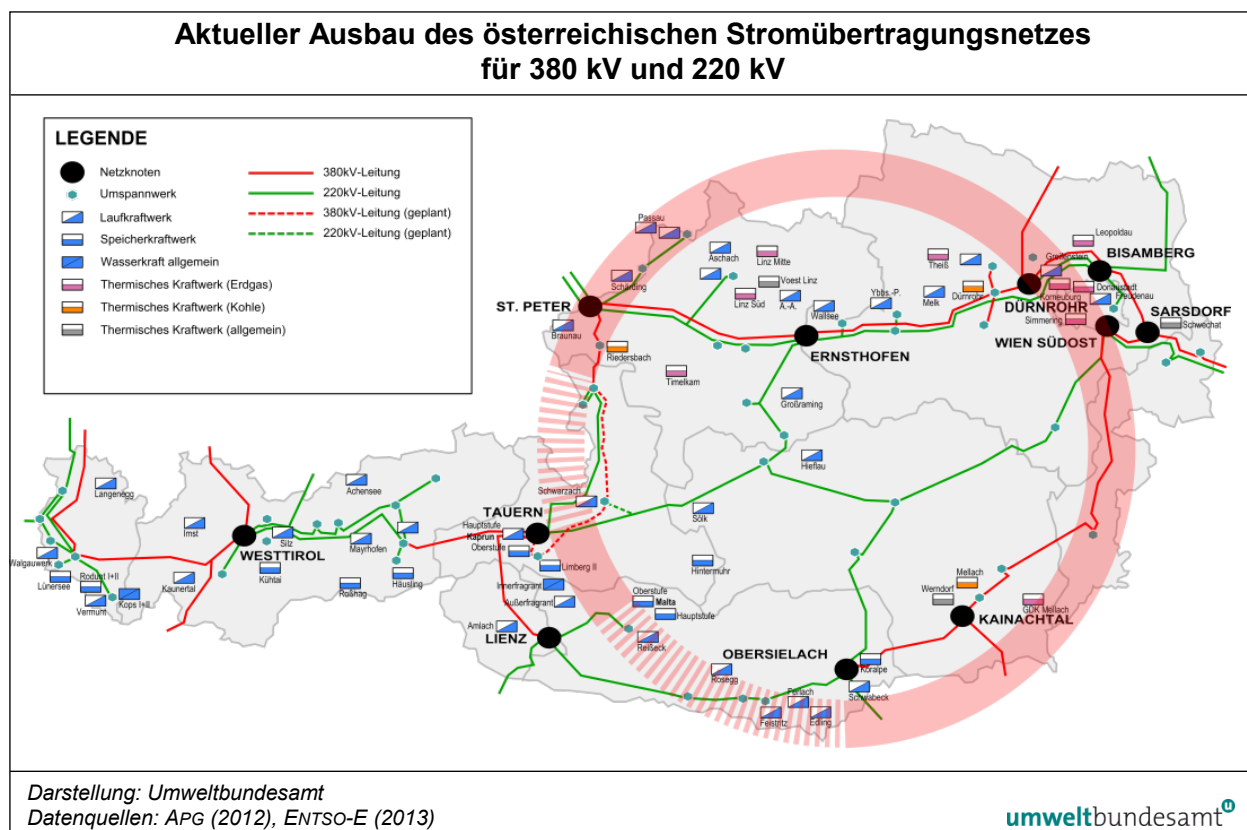 Aktueller Ausbau des österreichischen Stromübertragungsnetzes
für 380 kV und 220 kV
LEGENDE
Netzknoten
Umspannwerk
Laufkraftwerk
Speicherkraftwerk
Wasserkraft allgemein
Thermisches Kraftwerk (Erdgas)
Thermisches Kraftwerk (Kohle)
Thermisches Kraftwerk (allgemein)
380kV-Leitung
220kV-Leitung
380kV-Leitung (geplant)
220kV-Leitung (geplant)
Passau
Schärding
ST. PETER
Braunau
Riedersbach
Aschach
Linz Mitte
Voest Linz
Linz Süd
A.-A.
Wallsee
Ybbs.-P.
ERNSTHOFEN
Timelkam
Großraming
Hieflau
Theiß
Melk
Dürnrohr
DÜRNROHR
Leopoldau
Greifenstein
BISAMBERG
Korneuburg
Donaustadt
Freudenau
Simmering
SARSDORF
Schwechat
WIEN SÜDOST
Langenegg
Walgauwerk
Lünersee
Rodunt I+II
Vermunt
Kops I+II
Imst
Kaunertal
WESTTIROL
Silz
Kühtai
Achensee
Mayrhofen
Roßhag
Häusling
TAUERN
Hauptstufe
Kaprun
Oberstufe
Schwarzach
Limberg II
Innerfragant
Außerfragant
Amlach
LIENZ
Sölk
Hintermuhr
Oberstufe
Malta
Hauptstufe
Reißeck
Rosegg
Feistritz
Ferlach
Edling
OBERSIELACH
Koralpe
Schwabeck
Mellach
Werndorf
GDK Mellach
KAINACHTAL
Darstellung: Umweltbundesamt
Datenquellen: APG (2012), ENTSO-E (2013)
umweltbundesamt u